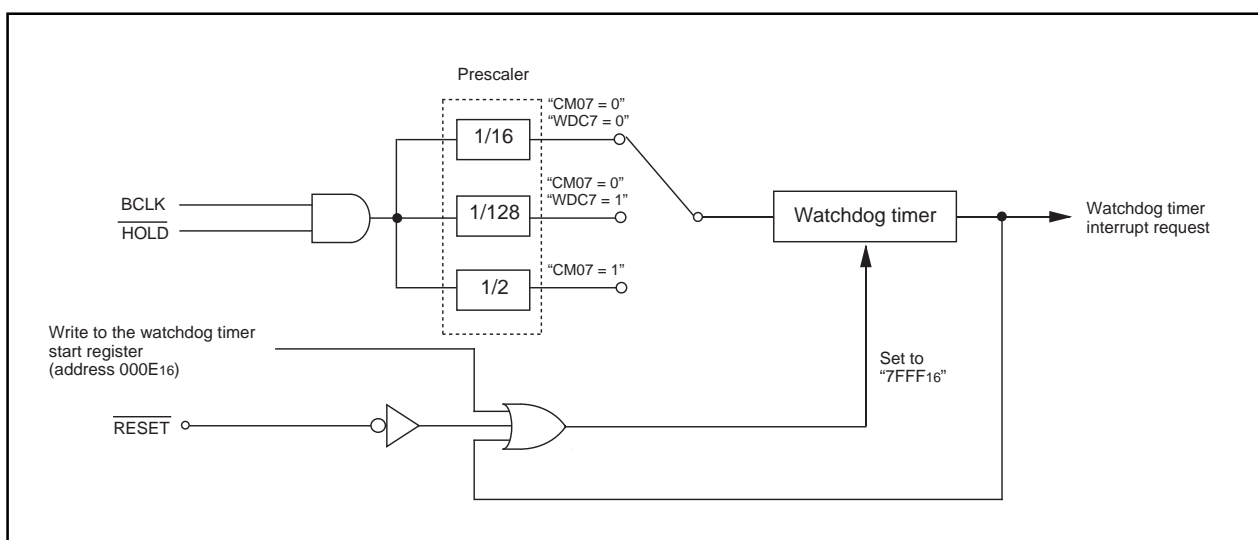 Prescaler
“CM07 = 0”
“WDC7 = 0”
1/16
“CM07 = 0”
“WDC7 = 1”
BCLK
HOLD
1/128
Watchdog timer
Watchdog timer
interrupt request
“CM07 = 1”
1/2
Write to the watchdog timer
start register
(address 000E16)
Set to
“7FFF16”
RESET